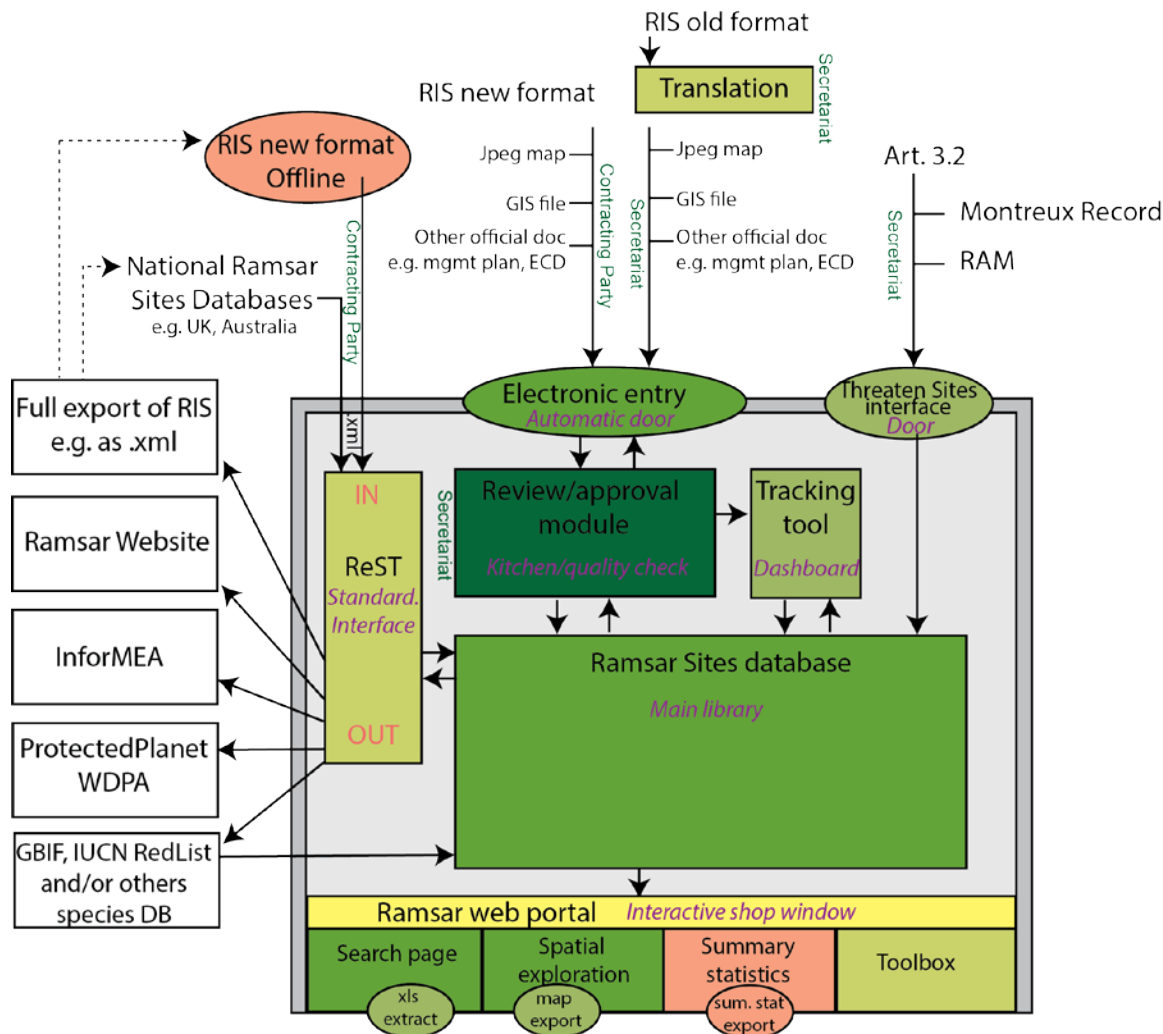 RIS old format
Translation
Secretariat
RIS new format
Jpeg map
GIS file
Other official doc
e.g. mgmt plan, ECD
Contracting Party
Secretariat
Jpeg map
GIS file
Other official doc
e.g. mgmt plan, ECD
Art. 3.2
Secretariat
Montreux Record
RAM
RIS new format
Offline
Contracting Party
National Ramsar
Sites Databases
e.g. UK, Australia
.xml
Full export of RIS
e.g. as .xml
Ramsar Website
InforMEA
ProtectedPlanet
WDPA
GBIF, IUCN RedList
and/or others
species DB
Electronic entry
Automatic door
Threaten Sites
interface
Door
IN
ReST
Standard.
Interface
OUT
Secretariat
Review/approval
module
Kitchen/quality check
Tracking
tool
Dashboard
Ramsar Sites database
Main library
Ramsar web portal Interactive shop window
Search page
xls
extract
Spatial
exploration
map
export
Summary
statistics
sum. stat
export
Toolbox